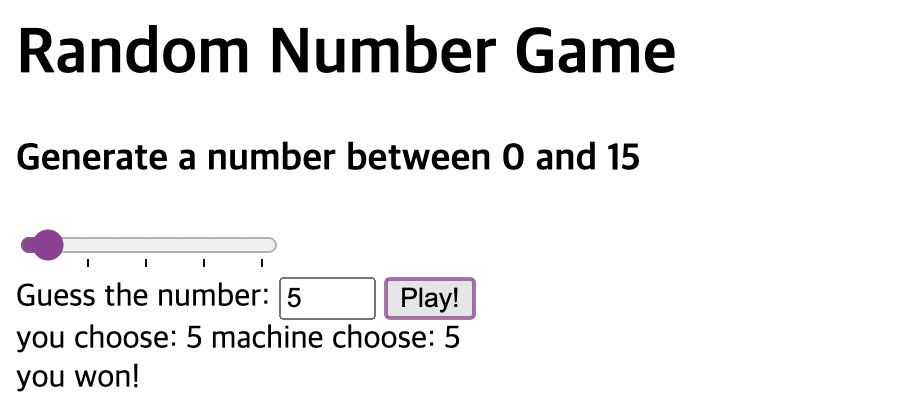 Random Number Game
Generate a number between 0 and 15
Guess the number: 5 Play!
you choose: 5 machine choose: 5
you won!